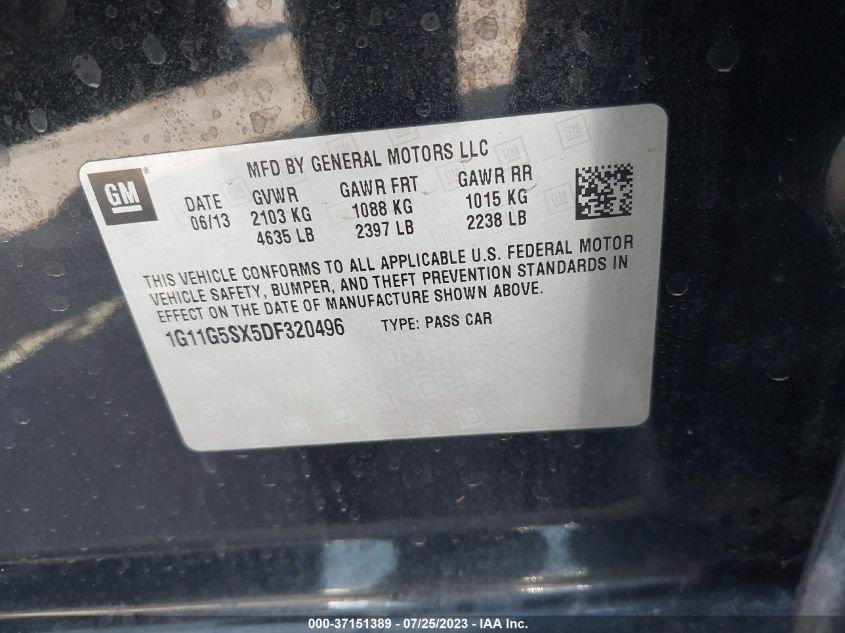 MFD BY GENERAL MOTORS LLC
GM
DATE GVWR GAWR FRT GAWR RR
06/13 2103 KG 1088 KG 1015 KG
4635 LB 2397 LB 2238 LB
THIS VEHICLE CONFORMS TO ALL APPLICABLE U.S. FEDERAL MOTOR
VEHICLE SAFETY, BUMPER, AND THEFT PREVENTION STANDARDS IN
EFFECT ON THE DATE OF MANUFACTURE SHOWN ABOVE.
1G11G5SX5DF320496 TYPE: PASS CAR
000-37151389 - 07/25/2023 - IAA Inc.